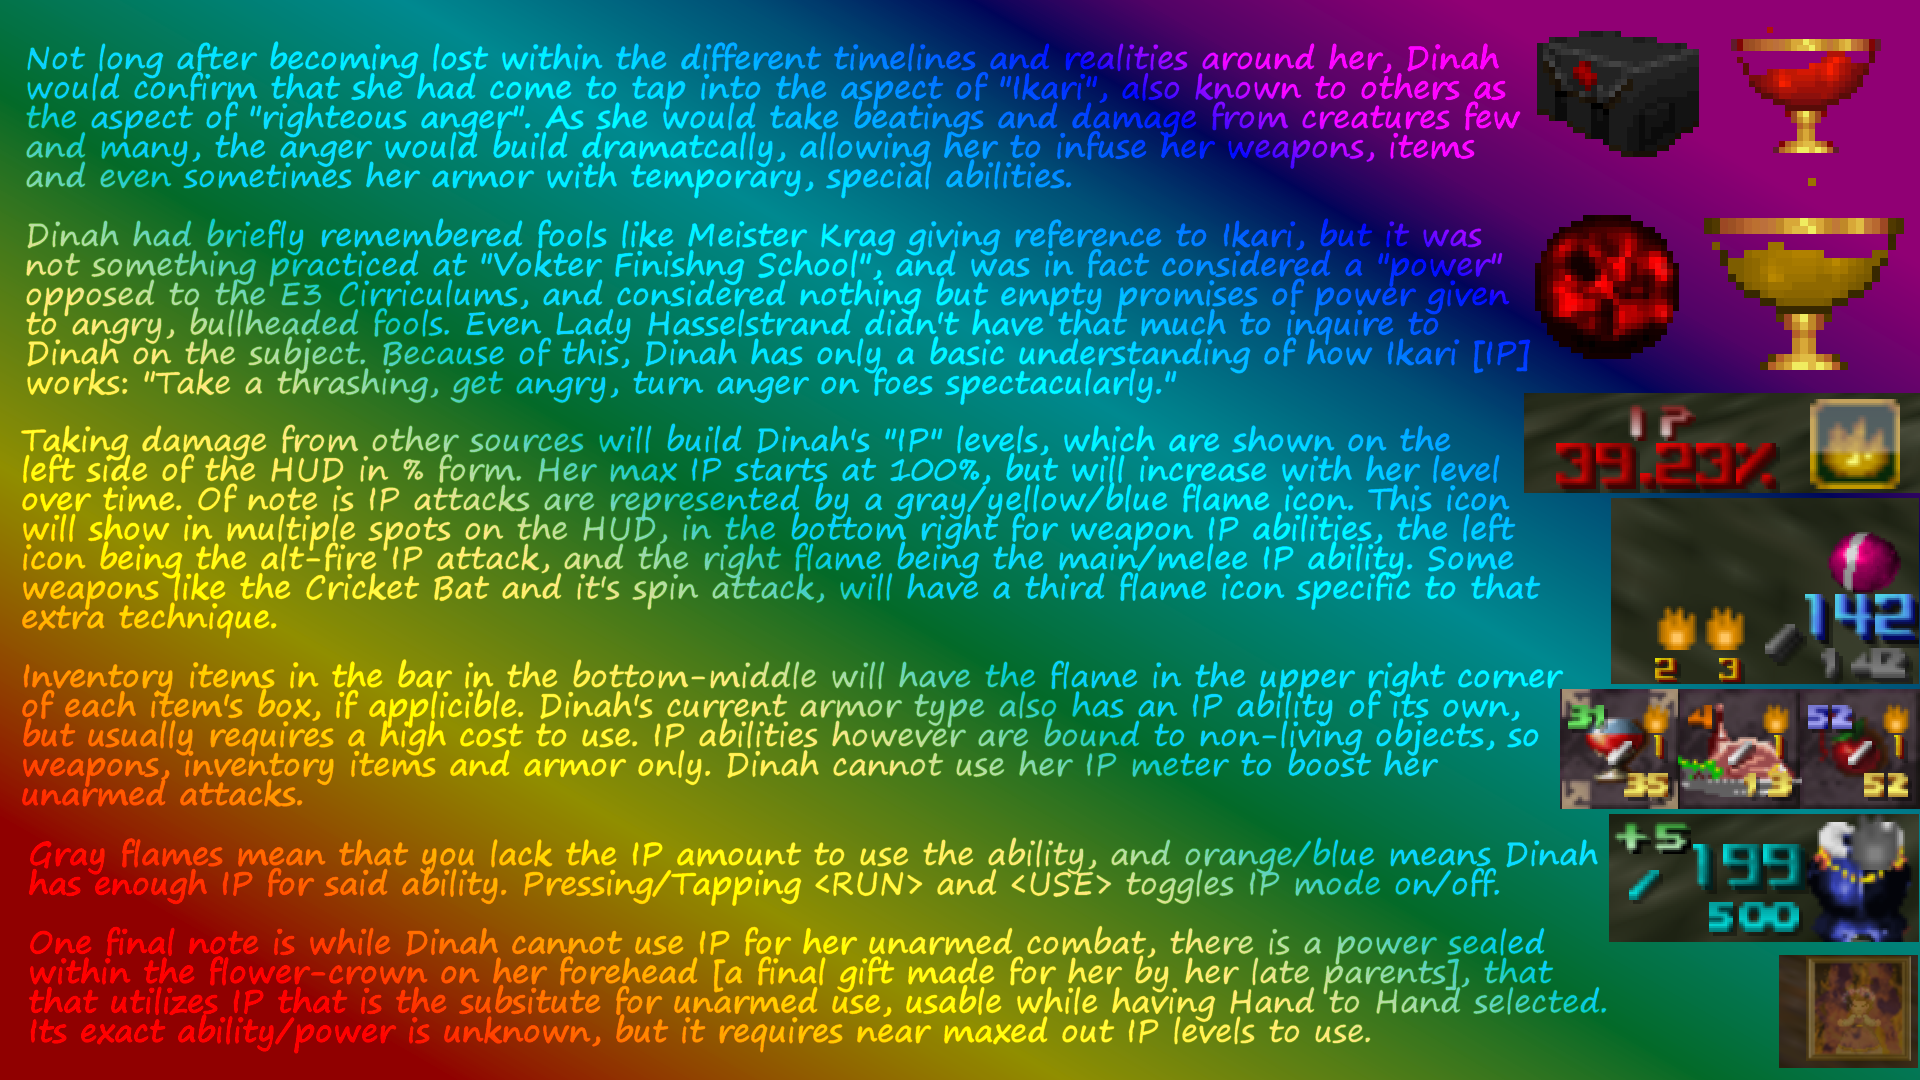 Not long after becoming lost within the different timelines and realities around her, Dinah
would confirm that she had come to tap into the aspect of "Ikari", also known to others as
the aspect of "righteous anger". As she would take beatings and damage from creatures few
and many, the anger would build dramatcally, allowing her to infuse her weapons, items
and even sometimes her armor with temporary, special abilities.
Dinah had briefly remembered fools like Meister Krag giving reference to Ikari, but it was
not something practiced at "Vokter Finishng School", and was in fact considered a "power"
opposed to the E3 Cirriculums, and considered nothing but empty promises of power given
to angry, bullheaded fools. Even Lady Hasselstrand didn't have that much to inquire to
Dinah on the subject. Because of this, Dinah has only a basic understanding of how Ikari [IP]
works: "Take a thrashing, get angry, turn anger on foes spectacularly."
IP
39.23%
Taking damage from other sources will build Dinah's "IP" levels, which are shown on the
left side of the HUD in % form. Her max IP starts at 100%, but will increase with her level
over time. Of note is IP attacks are represented by a gray/yellow/blue flame icon. This icon
will show in multiple spots on the HUD, in the bottom right for weapon IP abilities, the left
icon being the alt-fire IP attack, and the right flame being the main/melee IP ability. Some
weapons like the Cricket Bat and it's spin attack, will have a third flame icon specific to that
extra technique.
142
142
2 3
Inventory items in the bar in the bottom-middle will have the flame in the upper right corner
of each item's box, if applicible. Dinah's current armor type also has an IP ability of its own,
but usually requires a high cost to use. IP abilities however are bound to non-living objects, so
weapons, inventory items and armor only. Dinah cannot use her IP meter to boost her
unarmed attacks.
31 4 52
1 1 1
35 13 52
Gray flames mean that you lack the IP amount to use the ability, and orange/blue means Dinah
has enough IP for said ability. Pressing/Tapping <RUN> and <USE> toggles IP mode on/off.
+5 199
500
One final note is while Dinah cannot use IP for her unarmed combat, there is a power sealed
within the flower-crown on her forehead [a final gift made for her by her late parents], that
that utilizes IP that is the subsitute for unarmed use, usable while having Hand to Hand selected.
Its exact ability/power is unknown, but it requires near maxed out IP levels to use.